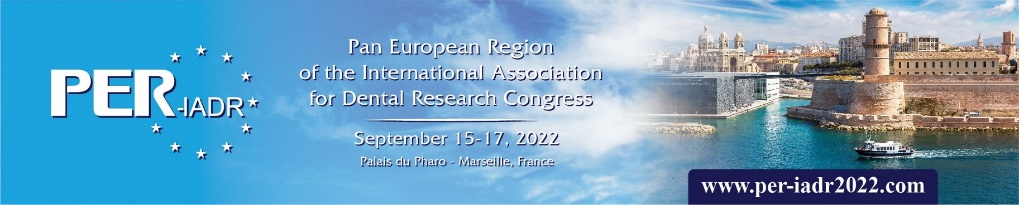 PER-IADR
Pan European Region
of the International Association
for Dental Research Congress
September 15-17, 2022
Palais du Pharo - Marseille, France
www.per-iadr2022.com